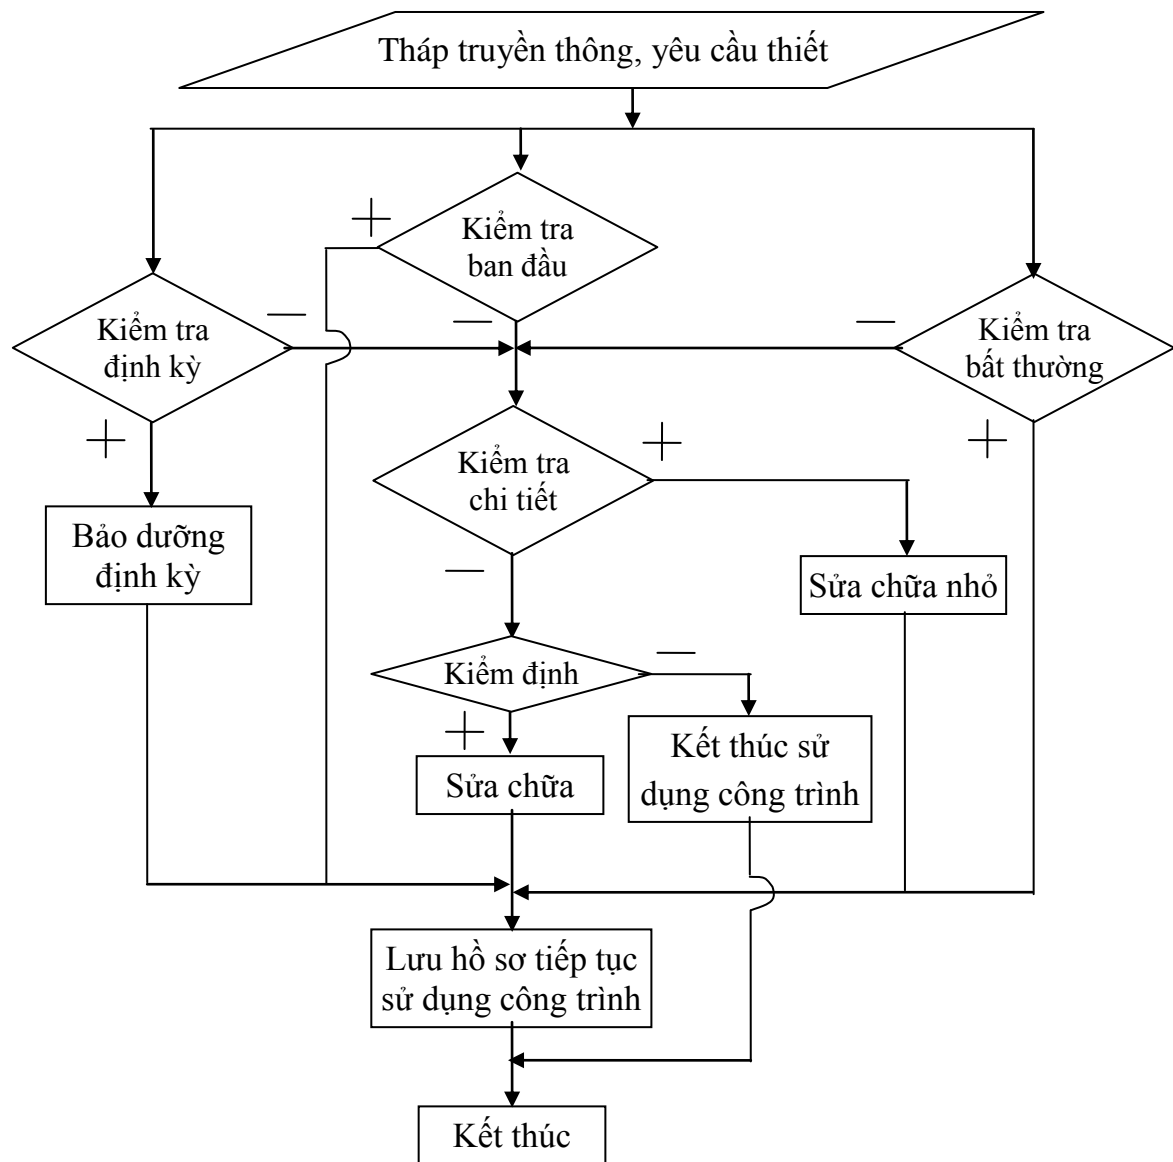 Tháp truyền thông, yêu cầu thiết
+
Kiểm tra
ban đầu
—
Kiểm tra
định kỳ
—
+
Kiểm tra
bất thường
—
+
Kiểm tra
chi tiết
+
—
Bảo dưỡng
định kỳ
Sửa chữa nhỏ
Kiểm định
—
+
Kết thúc sử
dụng công trình
Sửa chữa
Lưu hồ sơ tiếp tục
sử dụng công trình
Kết thúc